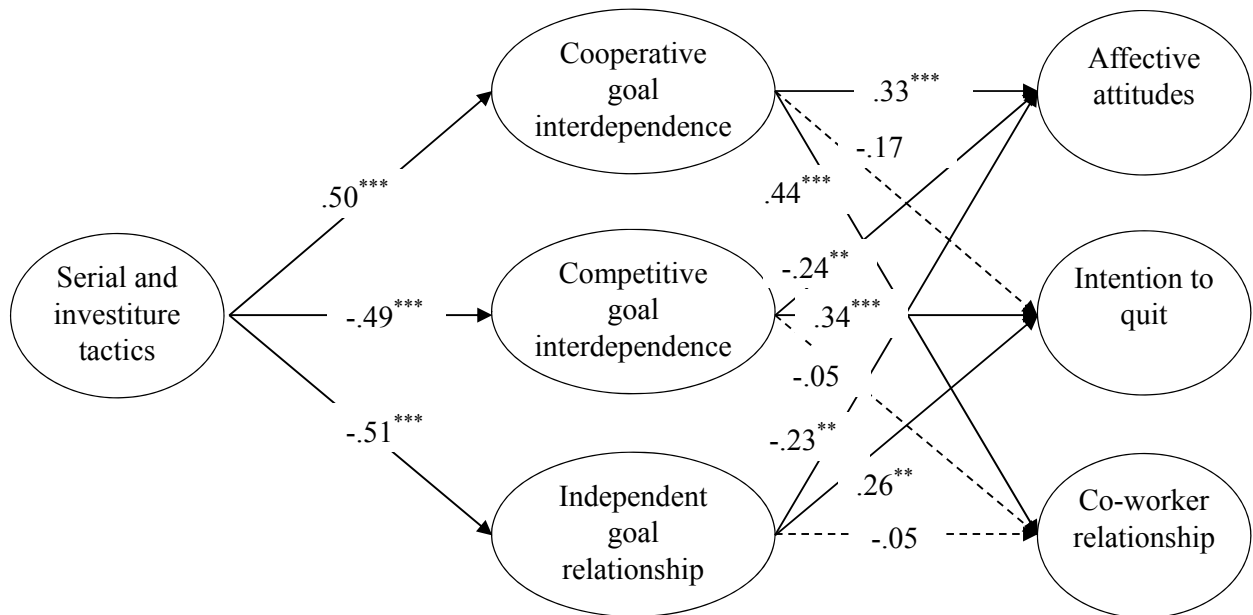 Cooperative
goal
interdependence
Affective
attitudes
.33***
-.17
.50***
.44***
Serial and
investiture
tactics
Competitive
goal
interdependence
-.24**
Intention to
quit
-.49***
.34***
-.05
-.51***
-.23**
Independent
goal
relationship
.26**
Co-worker
relationship
-.05